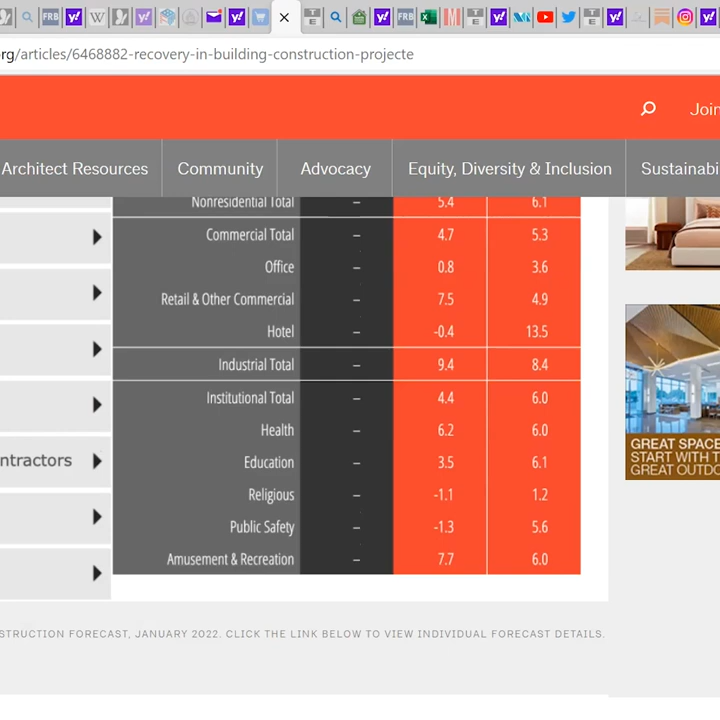 rg/articles/6468882-recovery-in-building-construction-projecte
Join
Architect Resources Community Advocacy Equity, Diversity & Inclusion Sustainabi
Nonresidential Total – 5.4 6.1
Commercial Total – 4.7 5.3
Office – 0.8 3.6
Retail & Other Commercial – 7.5 4.9
Hotel – -0.4 13.5
Industrial Total – 9.4 8.4
Institutional Total – 4.4 6.0
Health – 6.2 6.0
Education – 3.5 6.1
Religious – -1.1 1.2
Public Safety – -1.3 5.6
Amusement & Recreation – 7.7 6.0
ntractors
GREAT SPACE
START WITH T
GREAT OUTDO
STRUCTION FORECAST, JANUARY 2022. CLICK THE LINK BELOW TO VIEW INDIVIDUAL FORECAST DETAILS.